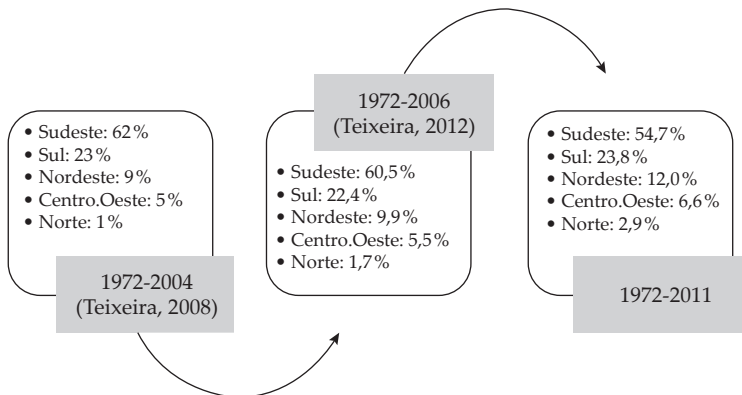 • Sudeste: 62%
• Sul: 23%
• Nordeste: 9%
• Centro.Oeste: 5%
• Norte: 1%
1972-2004
(Teixeira, 2008)
1972-2006
(Teixeira, 2012)
• Sudeste: 60,5%
• Sul: 22,4%
• Nordeste: 9,9%
• Centro.Oeste: 5,5%
• Norte: 1,7%
• Sudeste: 54,7%
• Sul: 23,8%
• Nordeste: 12,0%
• Centro.Oeste: 6,6%
• Norte: 2,9%
1972-2011